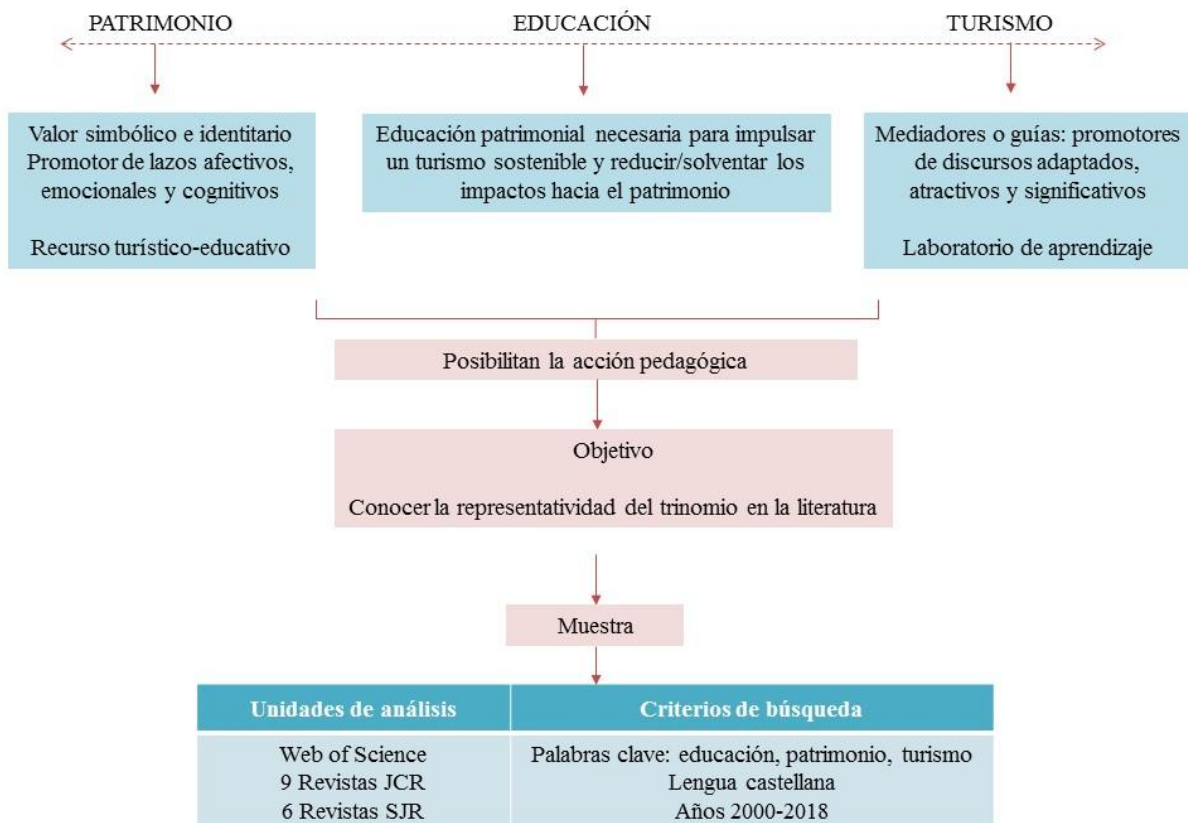 PATRIMONIO
EDUCACIÓN
TURISMO
Valor simbólico e identitario
Promotor de lazos afectivos,
emocionales y cognitivos
Recurso turístico-educativo
Educación patrimonial necesaria para impulsar
un turismo sostenible y reducir/solventar los
impactos hacia el patrimonio
Mediadores o guías: promotores
de discursos adaptados,
atractivos y significativos
Laboratorio de aprendizaje
Posibilitan la acción pedagógica
Objetivo
Conocer la representatividad del trinomio en la literatura
Muestra
Unidades de análisis
Criterios de búsqueda
Web of Science
9 Revistas JCR
6 Revistas SJR
Palabras clave: educación, patrimonio, turismo
Lengua castellana
Años 2000-2018